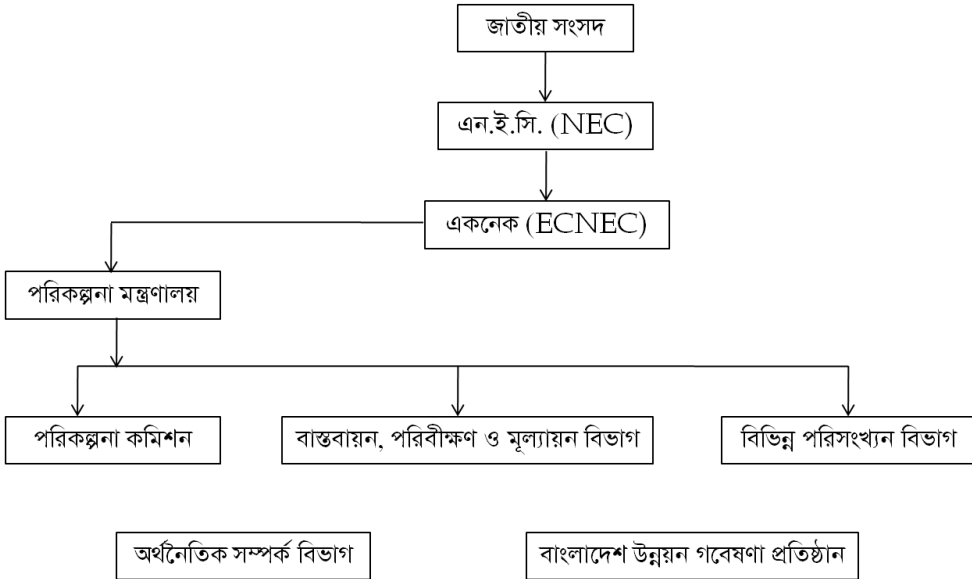 জাতীয় সংসদ
এন.ই.সি. (NEC)
একনেক (ECNEC)
পরিকল্পনা মন্ত্রণালয়
পরিকল্পনা কমিশন
বাস্তবায়ন, পরিবীক্ষণ ও মূল্যায়ন বিভাগ
বিভিন্ন পরিসংখ্যন বিভাগ
অর্থনৈতিক সম্পর্ক বিভাগ
বাংলাদেশ উন্নয়ন গবেষণা প্রতিষ্ঠান